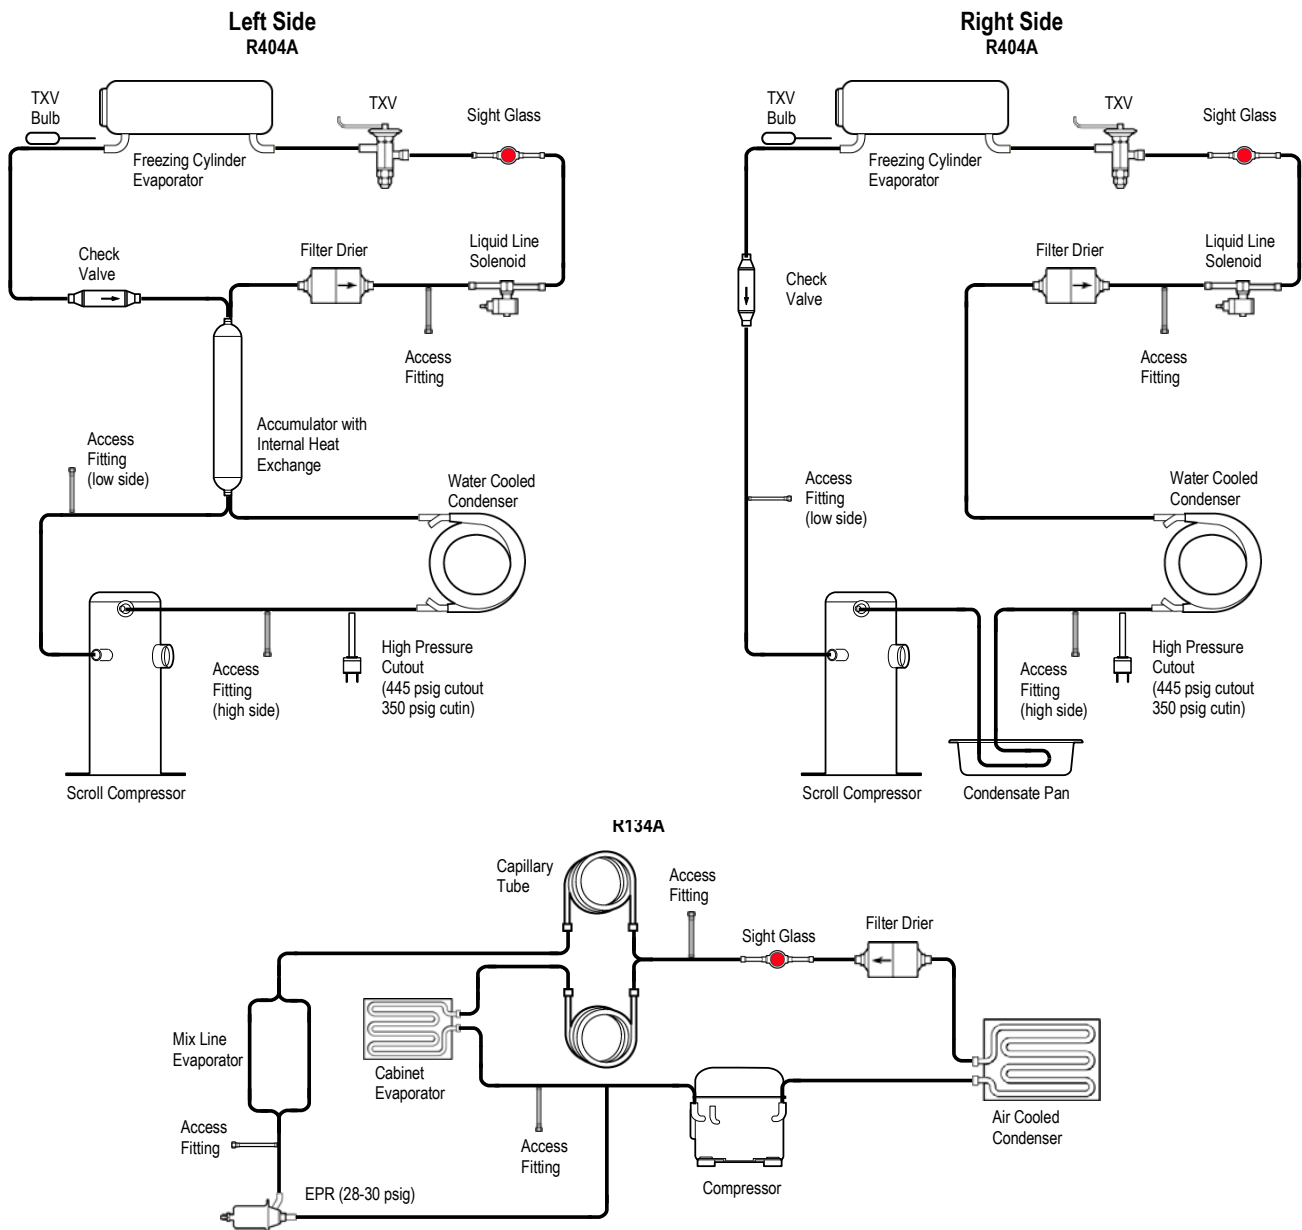 Left Side
R404A
TXV
Bulb
TXV
Sight Glass
Freezing Cylinder
Evaporator
Check
Valve
Filter Drier
Liquid Line
Solenoid
Access
Fitting
Accumulator with
Internal Heat
Exchange
Access
Fitting
(low side)
Water Cooled
Condenser
Access
Fitting
(high side)
High Pressure
Cutout
(445 psig cutout
350 psig cutin)
Scroll Compressor
Right Side
R404A
TXV
Bulb
TXV
Sight Glass
Freezing Cylinder
Evaporator
Check
Valve
Filter Drier
Liquid Line
Solenoid
Access
Fitting
Access
Fitting
(low side)
Water Cooled
Condenser
Access
Fitting
(high side)
High Pressure
Cutout
(445 psig cutout
350 psig cutin)
Scroll Compressor
Condensate Pan
R134A
Capillary
Tube
Access
Fitting
Sight Glass
Filter Drier
Mix Line
Evaporator
Cabinet
Evaporator
Air Cooled
Condenser
Access
Fitting
Access
Fitting
Compressor
EPR (28-30 psig)